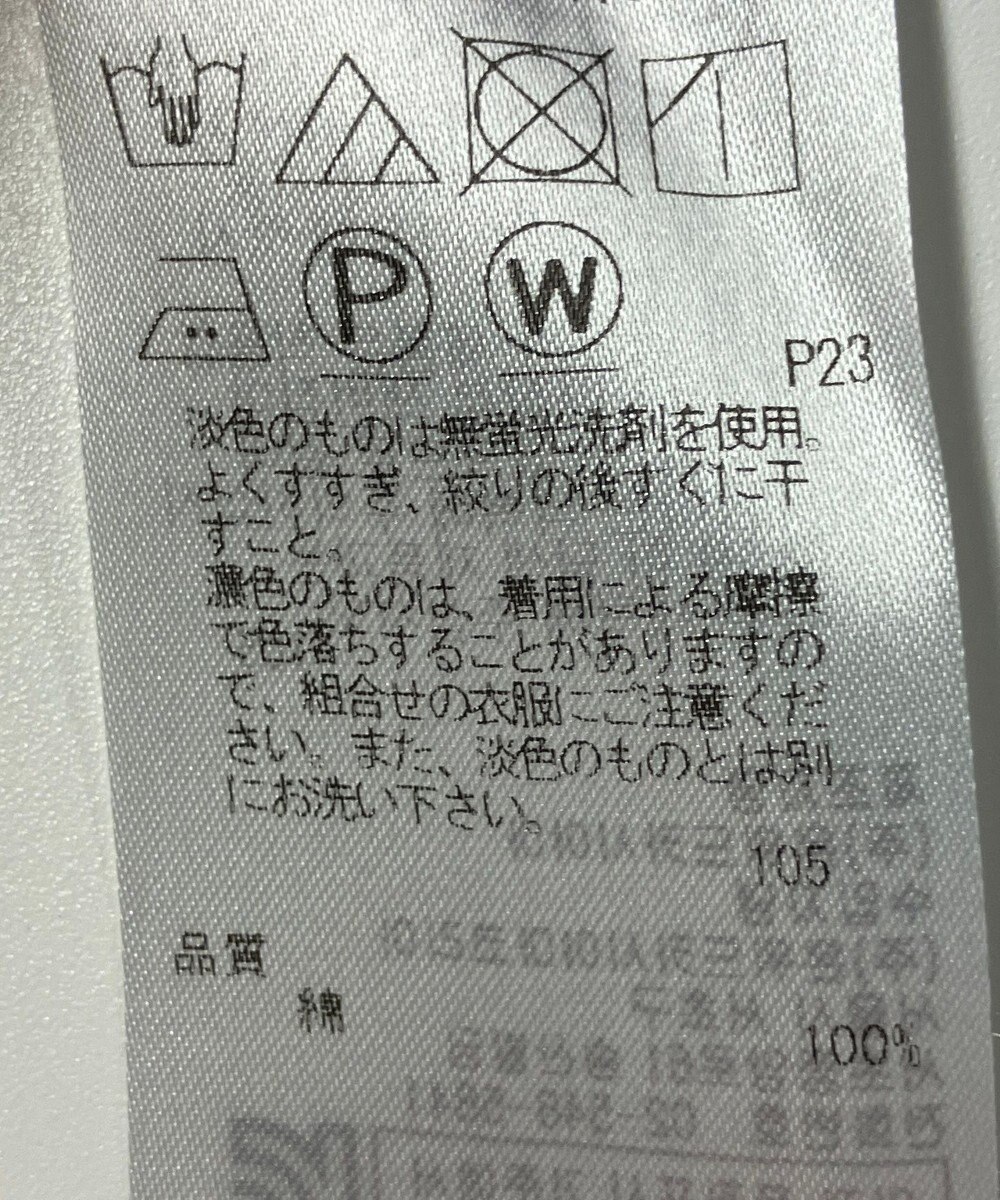 P W
P23
淡色のものは無蛍光洗剤を使用。
よくすすぎ、絞りの後すぐに干
すこと。
濃色のものは、着用による摩擦
で色落ちすることがありますの
で、組合せの衣服にご注意くだ
さい。また、淡色のものとは別
にお洗い下さい。
105
品質
綿
100%